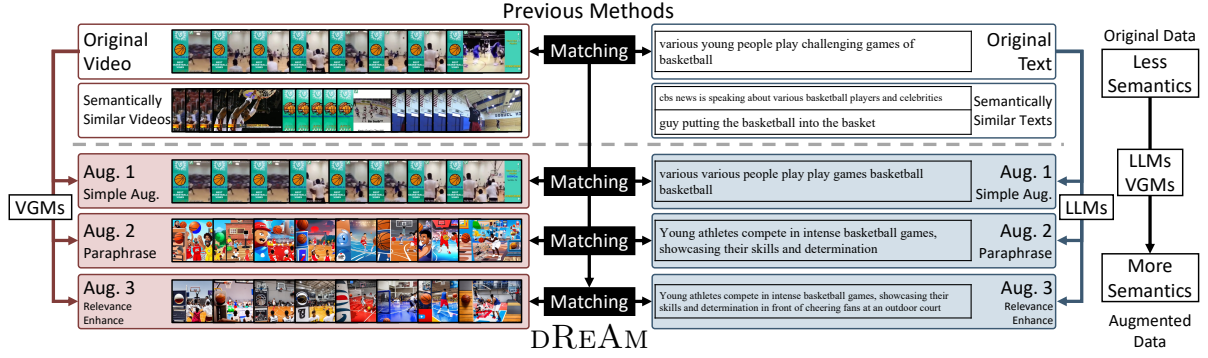 Previous Methods
Original
Video
Matching
various young people play challenging games of
basketball
Original
Text
Original Data
Less
Semantics
Semantically
Similar Videos
cbs news is speaking about various basketball players and celebrities
guy putting the basketball into the basket
Semantically
Similar Texts
VGMs
Aug. 1
Simple Aug.
Matching
various various people play play games basketball
basketball
Aug. 1
Simple Aug.
LLMs
LLMs
VGMs
Aug. 2
Paraphrase
Matching
Young athletes compete in intense basketball games,
showcasing their skills and determination
Aug. 2
Paraphrase
Aug. 3
Relevance
Enhance
Matching
Young athletes compete in intense basketball games, showcasing their
skills and determination in front of cheering fans at an outdoor court
Aug. 3
Relevance
Enhance
More
Semantics
Augmented
Data
DREAM